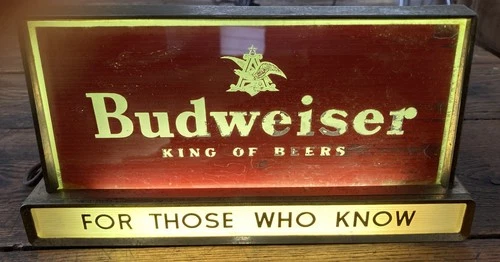 Budweiser
KING OF BEERS
FOR THOSE WHO KNOW